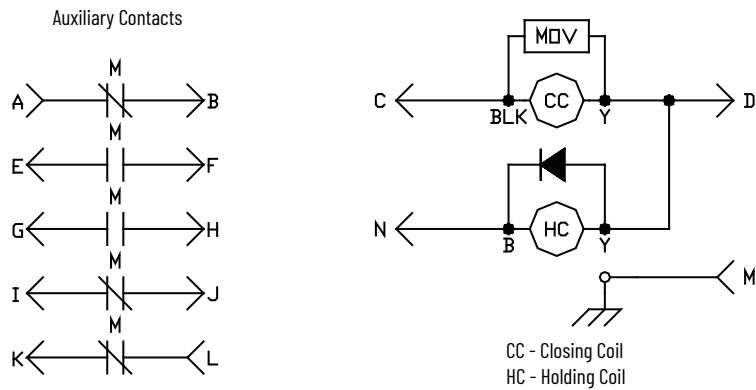 Auxiliary Contacts
MOV
M
A
B
C
CC
D
BLK
Y
M
E
F
M
G
H
N
HC
B
Y
M
I
J
M
M
K
L
CC - Closing Coil
HC - Holding Coil